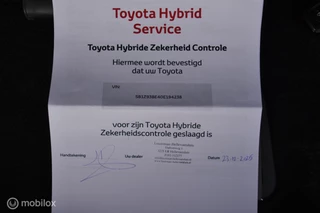 Toyota Hybrid
Service
Toyota Hybride Zekerheid Controle
Hiermee wordt bevestigd
dat uw Toyota
VIN
voor zijn Toyota Hybride
Zekerheidscontrole geslaagd is
Handtekening
Uw dealer
Datum
mobilox